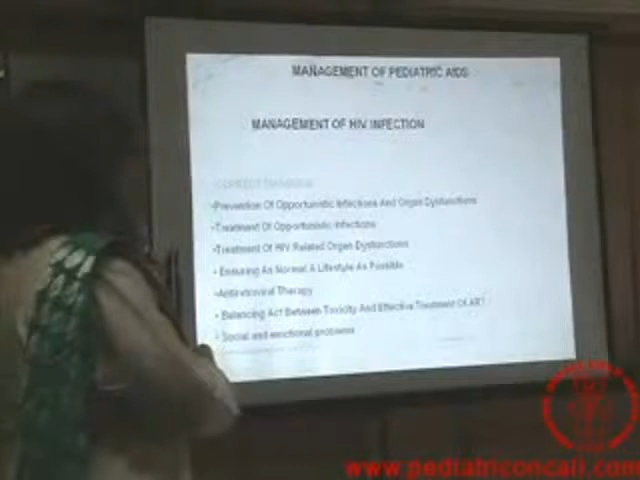 MANAGEMENT OF PEDIATRIC AIDS
MANAGEMENT OF HIV INFECTION
•Prevention Of Opportunistic Infections And Organ Dysfunctions
•Treatment Of Opportunistic Infections
•Treatment Of HIV Related Organ Dysfunctions
• Ensuring As Normal A Lifestyle As Possible
•Antiretroviral Therapy
• Balancing Act Between Toxicity And Effective Treatment Of ART
• Social and emotional problems
www.pediatriconcall.com